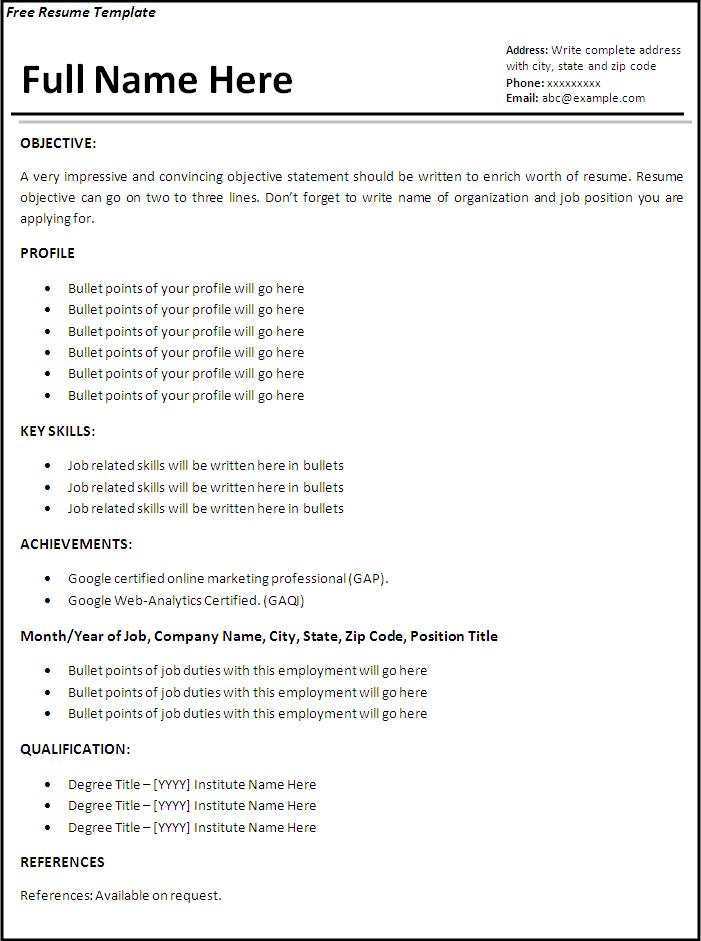 Free Resume Template
Full Name Here
Address: Write complete address
with city, state and zip code
Phone: xxxxxxxxx
Email: abc@example.com
OBJECTIVE:
A very impressive and convincing objective statement should be written to enrich worth of resume. Resume
objective can go on two to three lines. Don’t forget to write name of organization and job position you are
applying for.
PROFILE
• Bullet points of your profile will go here
• Bullet points of your profile will go here
• Bullet points of your profile will go here
• Bullet points of your profile will go here
• Bullet points of your profile will go here
• Bullet points of your profile will go here
KEY SKILLS:
• Job related skills will be written here in bullets
• Job related skills will be written here in bullets
• Job related skills will be written here in bullets
ACHIEVEMENTS:
• Google certified online marketing professional (GAP).
• Google Web-Analytics Certified. (GAQI)
Month/Year of Job, Company Name, City, State, Zip Code, Position Title
• Bullet points of job duties with this employment will go here
• Bullet points of job duties with this employment will go here
• Bullet points of job duties with this employment will go here
QUALIFICATION:
• Degree Title – [YYYY] Institute Name Here
• Degree Title – [YYYY] Institute Name Here
• Degree Title – [YYYY] Institute Name Here
REFERENCES
References: Available on request.